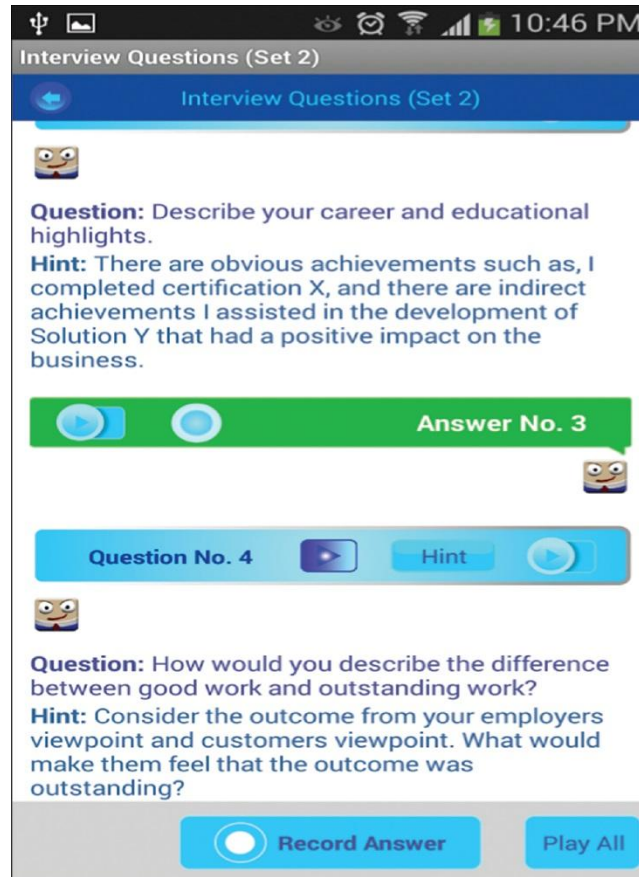 10:46 PM
Interview Questions (Set 2)
Interview Questions (Set 2)
Question: Describe your career and educational
highlights.
Hint: There are obvious achievements such as, I
completed certification X, and there are indirect
achievements I assisted in the development of
Solution Y that had a positive impact on the
business.
Answer No. 3
Question No. 4 Hint
Question: How would you describe the difference
between good work and outstanding work?
Hint: Consider the outcome from your employers
viewpoint and customers viewpoint. What would
make them feel that the outcome was
outstanding?
Record Answer Play All